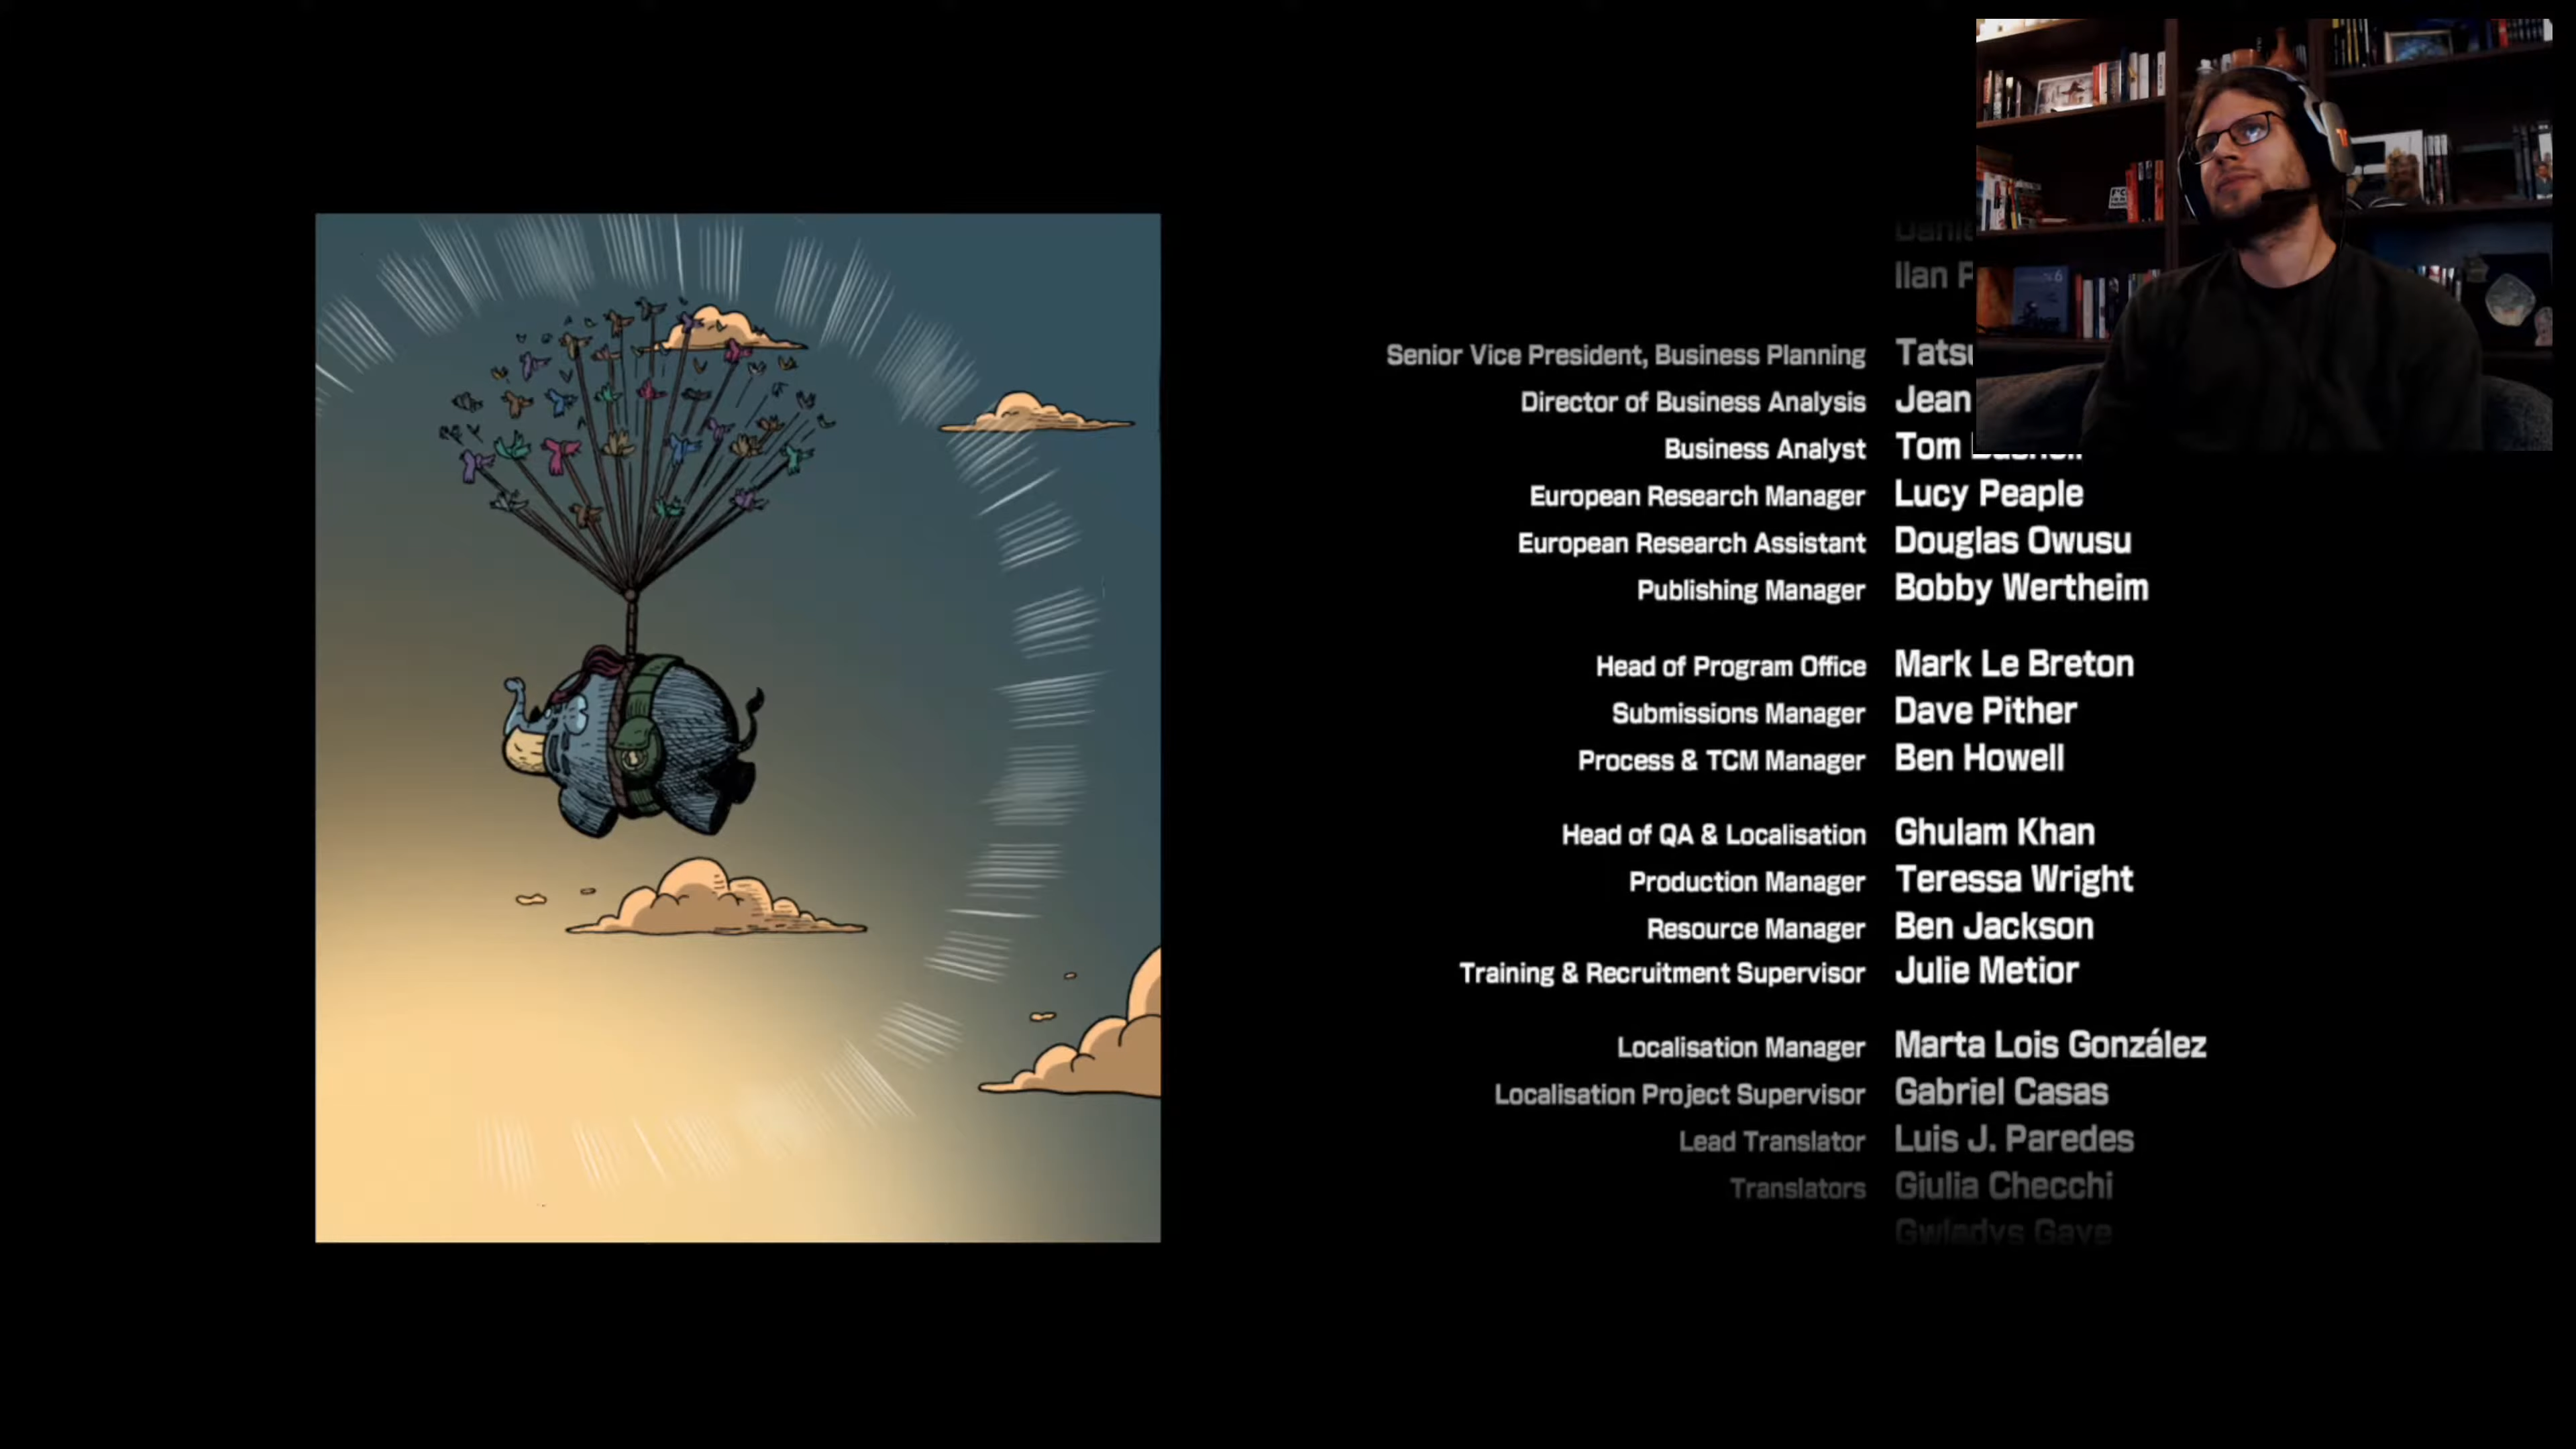 Ilan
Senior Vice President, Business Planning
Director of Business Analysis Jean
Business Analyst Tom
European Research Manager Lucy Peaple
European Research Assistant Douglas Owusu
Publishing Manager Bobby Wertheim
Head of Program Office Mark Le Breton
Submissions Manager Dave Pither
Process & TCM Manager Ben Howell
Head of QA & Localisation Ghulam Khan
Production Manager Teressa Wright
Resource Manager Ben Jackson
Training & Recruitment Supervisor Julie Metior
Localisation Manager Marta Lois González
Localisation Project Supervisor Gabriel Casas
Lead Translator Luis J. Paredes
Translators Giulia Checchi
Gwladys Gaye